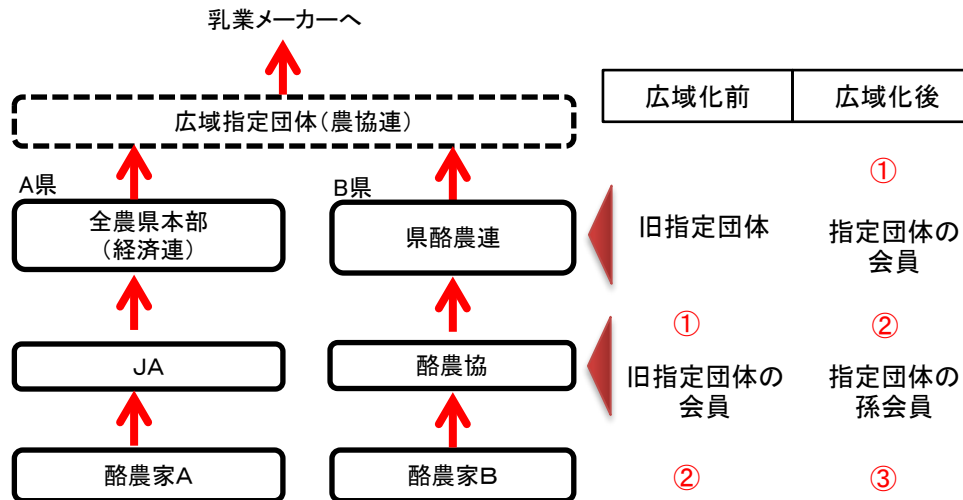 乳業メーカーへ
広域化前
広域化後
広域指定団体（農協連）
①
A県
B県
全農県本部
（経済連）
県酪農連
旧指定団体
指定団体の
会員
①
②
JA
酪農協
旧指定団体の
会員
指定団体の
孫会員
酪農家A
酪農家B
②
③